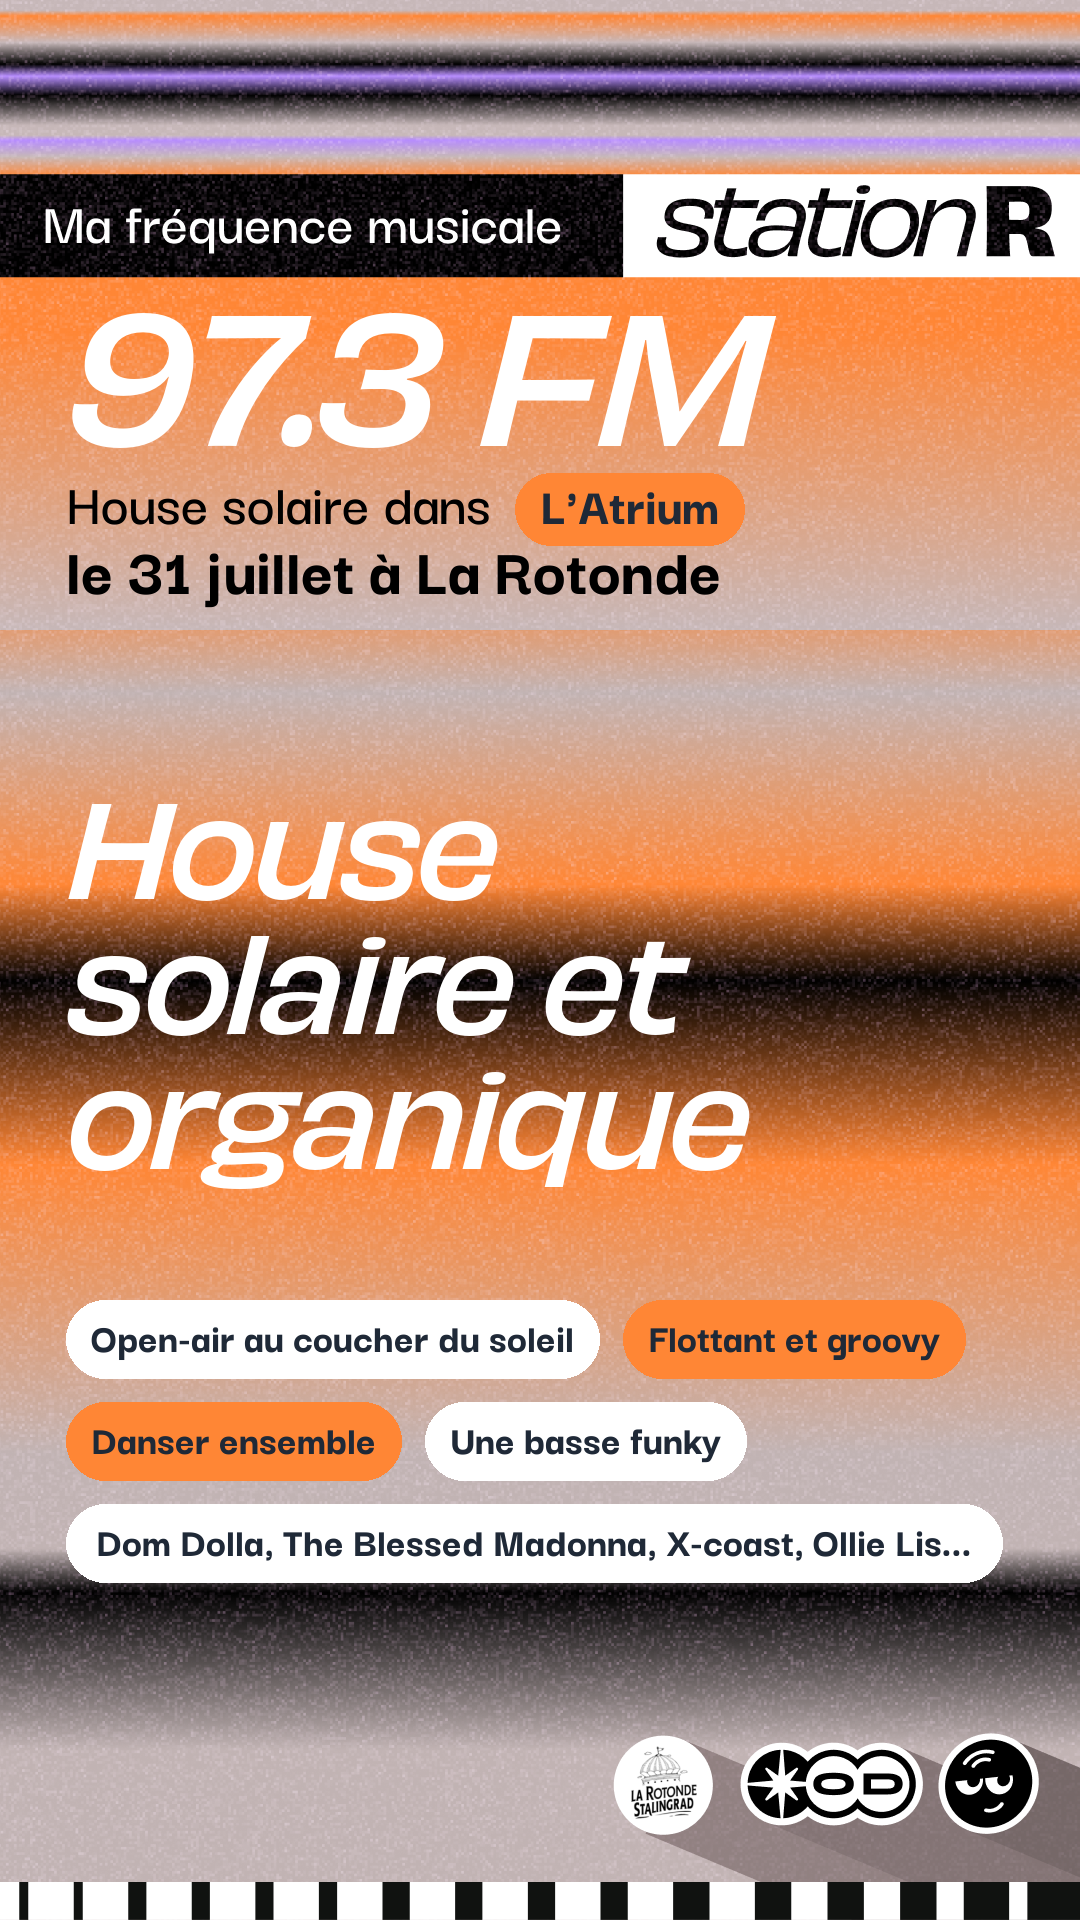 Ma fréquence musicale
stationR
97.3 FM
House solaire dans L'Atrium
le 31 juillet à La Rotonde
House
solaire et
organique
Open-air au coucher du soleil
Flottant et groovy
Danser ensemble
Une basse funky
Dom Dolla, The Blessed Madonna, X-coast, Ollie Lis...
LA ROTONDE
STALINGRAD
OD